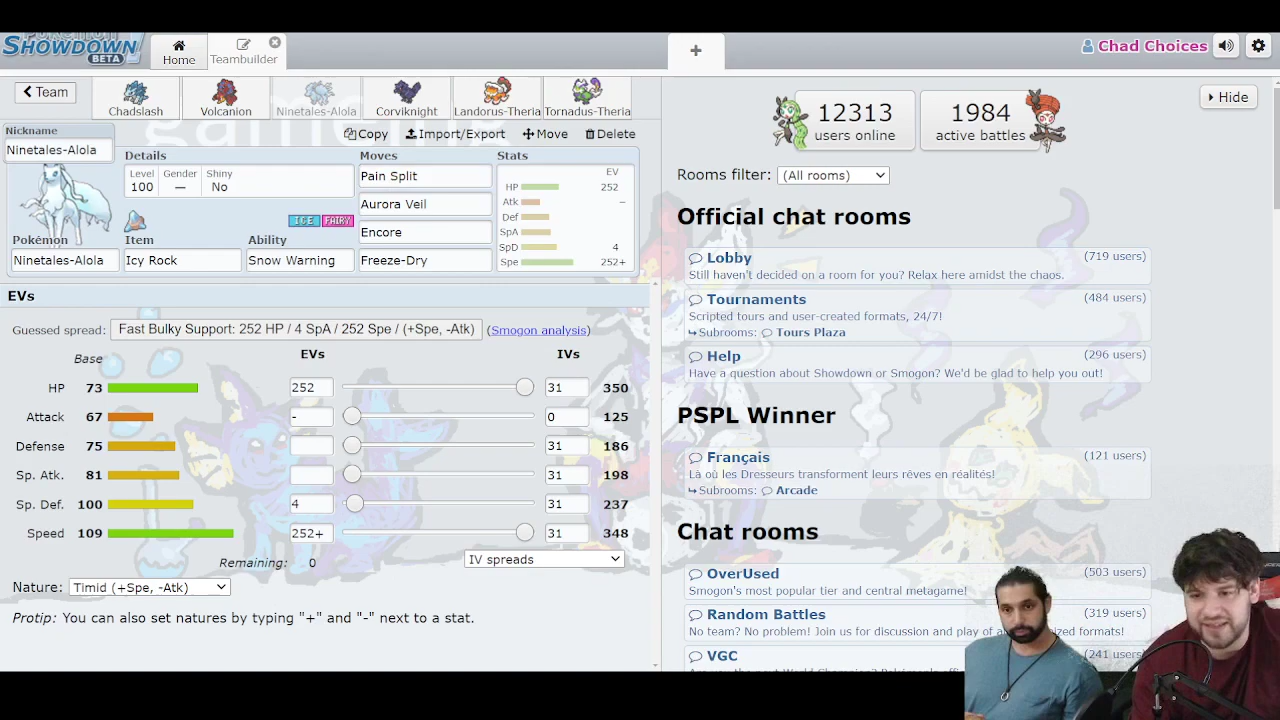 POKÉMON
SHOWDOWN!
BETA
Home
Teambuilder
+
Chad Choices
Team
Chadslash
Volcanion
Ninetales-Alola
Corviknight
Landorus-Theria
Tornadus-Theria
gameing
Copy
Import/Export
Move
Delete
Nickname
Ninetales-Alola
Details
Level
100
Gender
—
Shiny
No
ICE
FAIRY
Pokémon
Ninetales-Alola
Item
Icy Rock
Ability
Snow Warning
Moves
Pain Split
Aurora Veil
Encore
Freeze-Dry
Stats
EV
HP 252
Atk –
Def
SpA
SpD 4
Spe 252+
EVs
Guessed spread: Fast Bulky Support: 252 HP / 4 SpA / 252 Spe / (+Spe, -Atk) (Smogon analysis)
Base EVs IVs
HP 73 252 31 350
Attack 67 - 0 125
Defense 75 31 186
Sp. Atk. 81 31 198
Sp. Def. 100 4 31 237
Speed 109 252+ 31 348
Remaining: 0
IV spreads
Nature: Timid (+Spe, -Atk)
Protip: You can also set natures by typing "+" and "-" next to a stat.
12313
users online
1984
active battles
Hide
Rooms filter: (All rooms)
Official chat rooms
Lobby (719 users)
Still haven't decided on a room for you? Relax here amidst the chaos.
Tournaments (484 users)
Scripted tours and user-created formats, 24/7!
Subrooms: Tours Plaza
Help (296 users)
Have a question about Showdown or Smogon? We'd be glad to help you out!
PSPL Winner
Français (121 users)
Là où les Dresseurs transforment leurs rêves en réalités!
Subrooms: Arcade
Chat rooms
OverUsed (503 users)
Smogon's most popular tier and central metagame!
Random Battles (319 users)
No team? No problem! Join us for discussion and play of a
ized formats!
VGC (241 users)